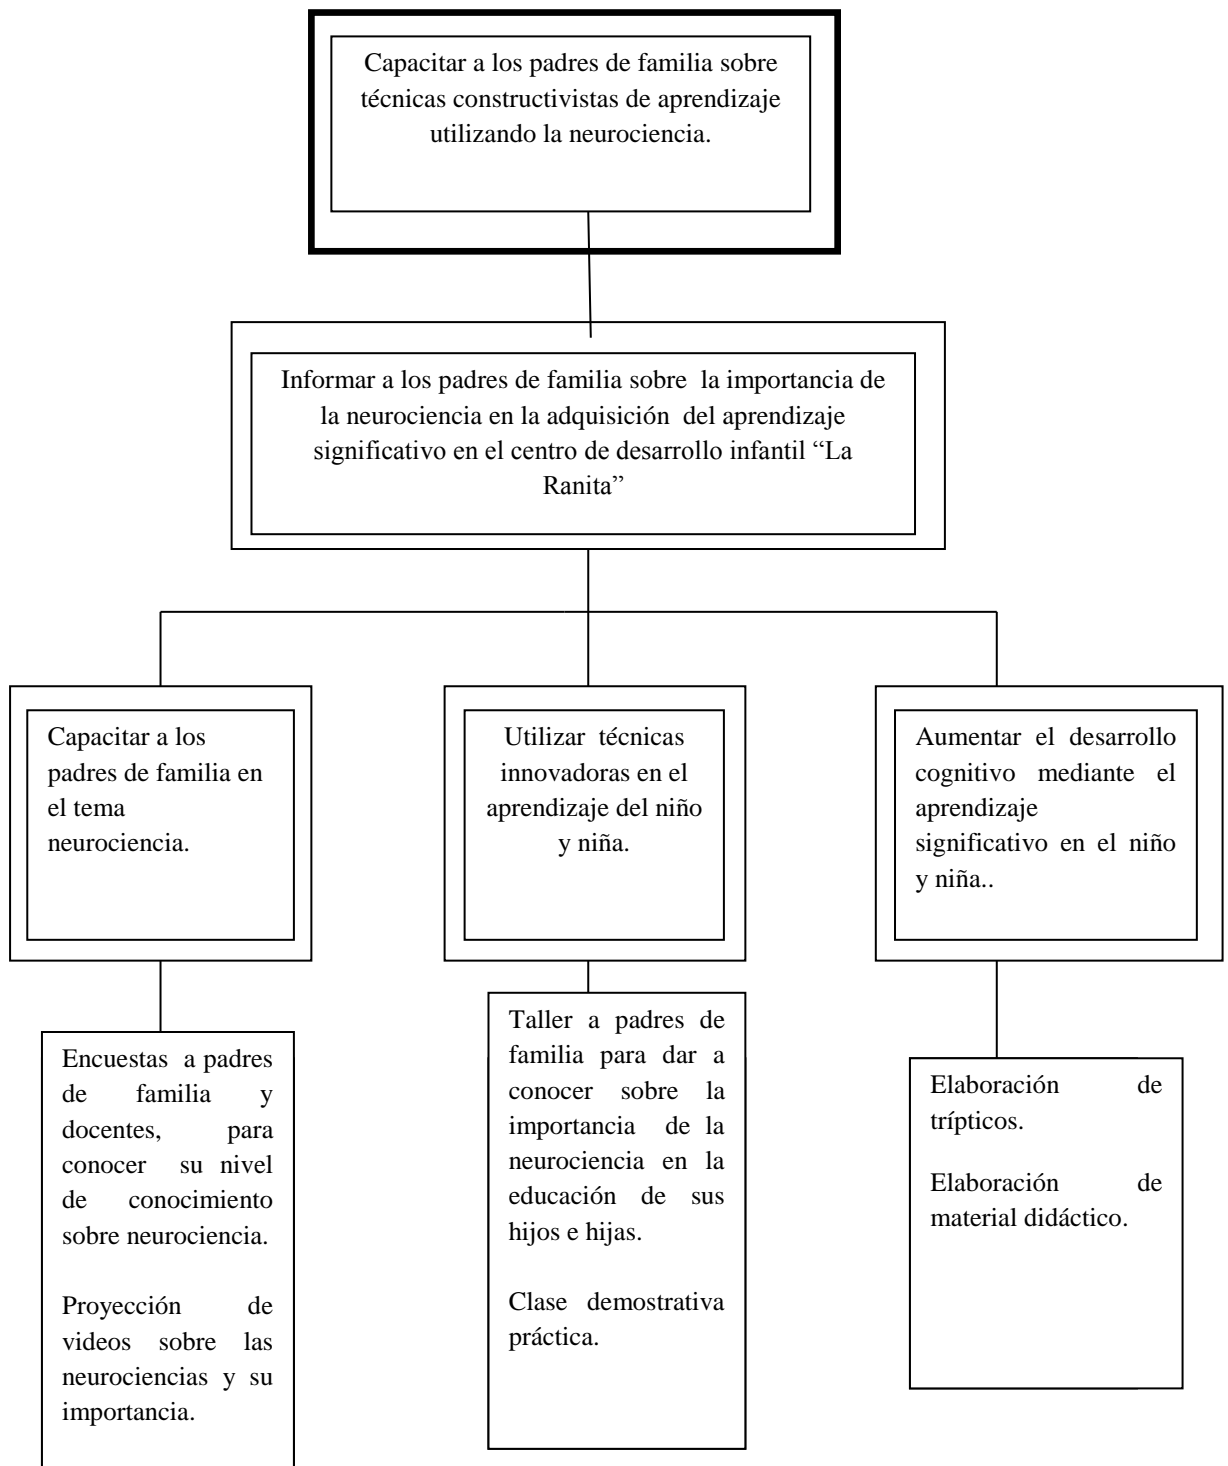 Capacitar a los padres de familia sobre
técnicas constructivistas de aprendizaje
utilizando la neurociencia.
Informar a los padres de familia sobre la importancia de
la neurociencia en la adquisición del aprendizaje
significativo en el centro de desarrollo infantil “La
Ranita”
Capacitar a los
padres de familia en
el tema
neurociencia.
Utilizar técnicas
innovadoras en el
aprendizaje del niño
y niña.
Aumentar el desarrollo
cognitivo mediante el
aprendizaje
significativo en el niño
y niña..
Encuestas a padres
de familia y
docentes, para
conocer su nivel
de conocimiento
sobre neurociencia.
Proyección de
videos sobre las
neurociencias y su
importancia.
Taller a padres de
familia para dar a
conocer sobre la
importancia de la
neurociencia en la
educación de sus
hijos e hijas.
Clase demostrativa
práctica.
Elaboración de
trípticos.
Elaboración de
material didáctico.